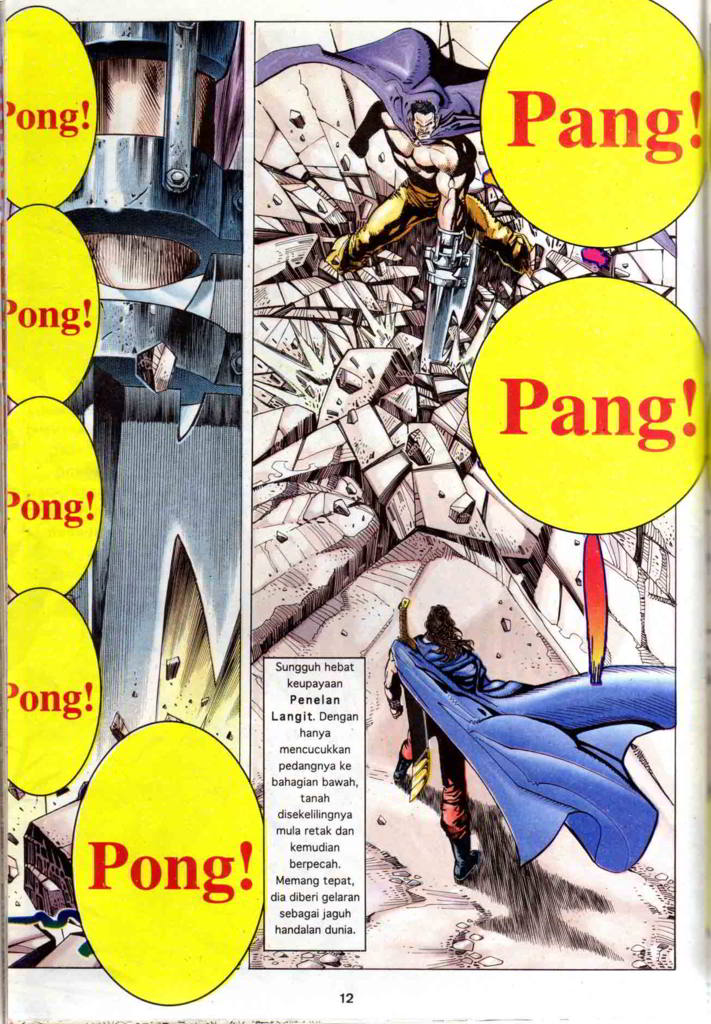 Pong!
Pong!
Pong!
Pong!
Pong!
Pang!
Pang!
!
Sungguh hebat
keupayaan
Penelan
Langit. Dengan
hanya
mencucukkan
pedangnya ke
bahagian bawah,
tanah
disekelilingnya
mula retak dan
kemudian
berpecah.
Memang tepat,
dia diberi gelaran
sebagai jaguh
handalan dunia.
12